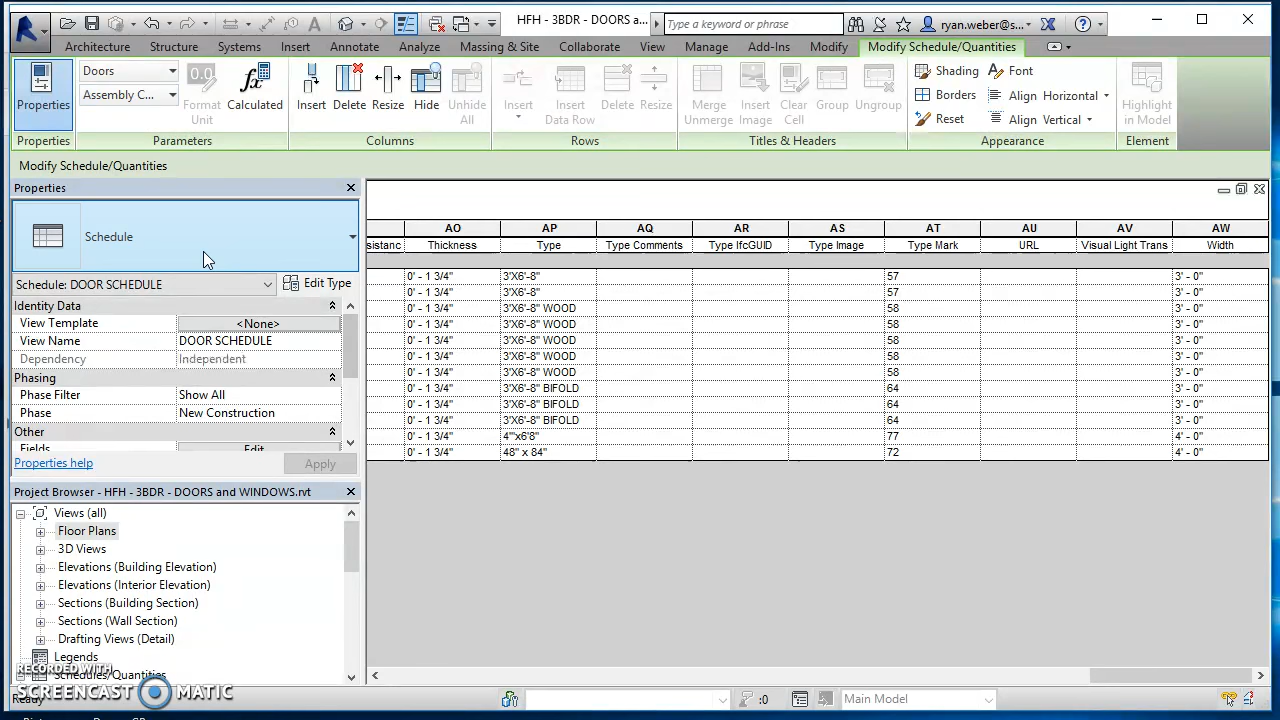 HFH - 3BDR - DOORS a... Type a keyword or phrase ryan.weber@s...
Architecture Structure Systems Insert Annotate Analyze Massing & Site Collaborate View Manage Add-Ins Modify Modify Schedule/Quantities
Properties Doors Assembly C... 0.0 Format Unit fx Calculated Insert Delete Resize Hide Unhide All Insert Insert Data Row Delete Resize Merge Unmerge Insert Image Clear Cell Group Ungroup Shading Font Borders Align Horizontal Reset Align Vertical Highlight in Model
Properties Parameters Columns Rows Titles & Headers Appearance Element
Modify Schedule/Quantities
Properties
Schedule
Schedule: DOOR SCHEDULE Edit Type
Identity Data
View Template <None>
View Name DOOR SCHEDULE
Dependency Independent
Phasing
Phase Filter Show All
Phase New Construction
Other
Fields Edit
Properties help Apply
Project Browser - HFH - 3BDR - DOORS and WINDOWS.rvt
Views (all)
Floor Plans
3D Views
Elevations (Building Elevation)
Elevations (Interior Elevation)
Sections (Building Section)
Sections (Wall Section)
Drafting Views (Detail)
Legends
Schedules/Quantities
AO AP AQ AR AS AT AU AV AW
sistanc Thickness Type Type Comments Type IfcGUID Type Image Type Mark URL Visual Light Trans Width
0' - 1 3/4" 3'X6'-8" 57 3' - 0"
0' - 1 3/4" 3'X6'-8" 57 3' - 0"
0' - 1 3/4" 3'X6'-8" WOOD 58 3' - 0"
0' - 1 3/4" 3'X6'-8" WOOD 58 3' - 0"
0' - 1 3/4" 3'X6'-8" WOOD 58 3' - 0"
0' - 1 3/4" 3'X6'-8" WOOD 58 3' - 0"
0' - 1 3/4" 3'X6'-8" WOOD 58 3' - 0"
0' - 1 3/4" 3'X6'-8" BIFOLD 64 3' - 0"
0' - 1 3/4" 3'X6'-8" BIFOLD 64 3' - 0"
0' - 1 3/4" 3'X6'-8" BIFOLD 64 3' - 0"
0' - 1 3/4" 4'"x6'8" 77 4' - 0"
0' - 1 3/4" 48" x 84" 72 4' - 0"
RECORDED WITH
SCREENCAST MATIC
Ready :0 Main Model